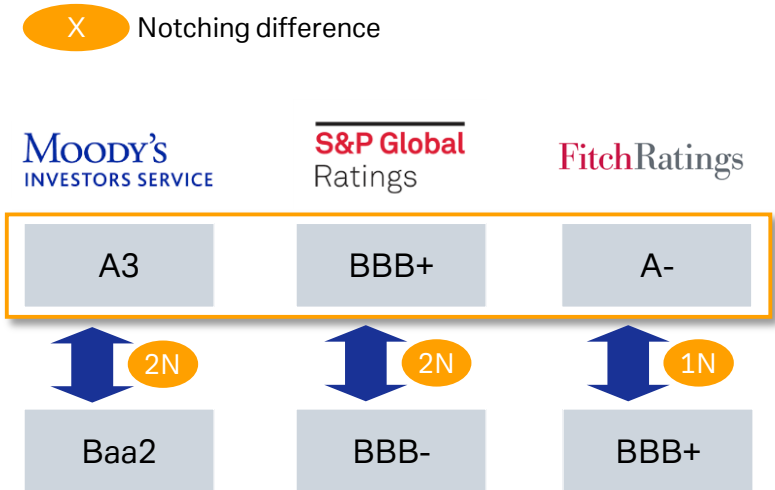 X Notching difference
MOODY'S
INVESTORS SERVICE
S&P Global
Ratings
FitchRatings
A3 BBB+ A-
2N 2N 1N
Baa2 BBB- BBB+